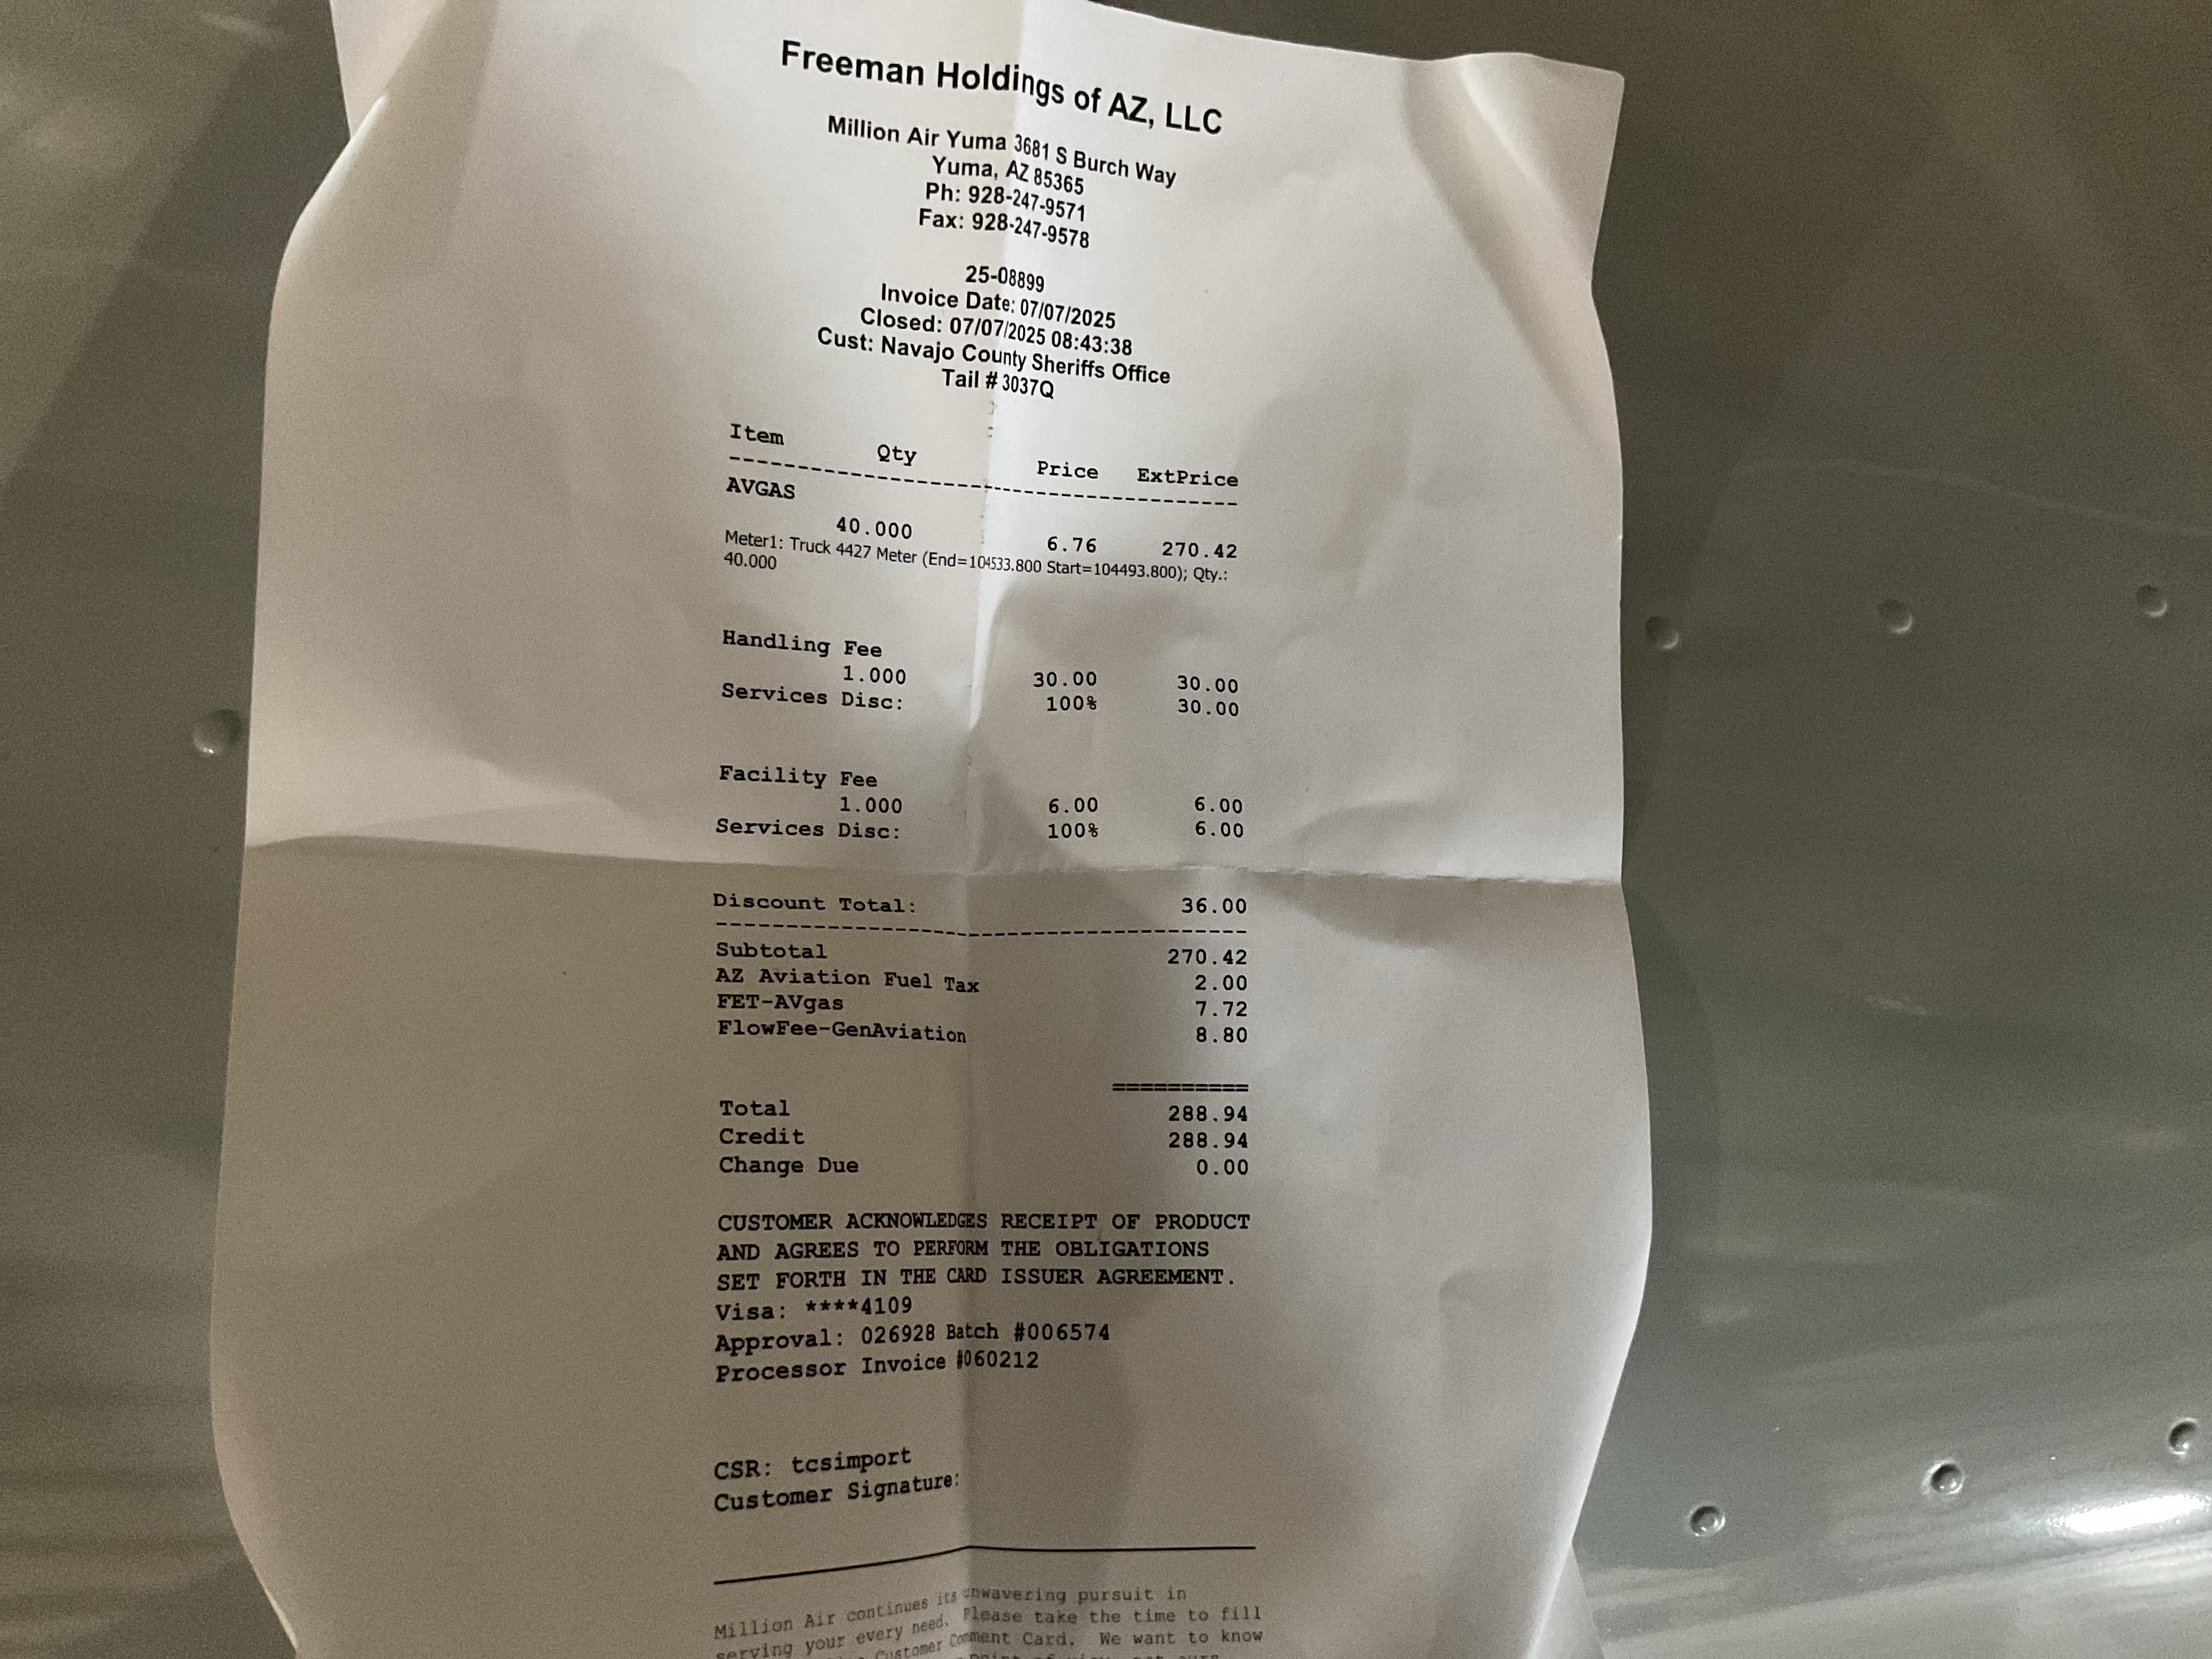 Freeman Holdings of AZ, LLC
Million Air Yuma 3681 S Burch Way
Yuma, AZ 85365
Ph: 928-247-9571
Fax: 928-247-9578
25-08899
Invoice Date: 07/07/2025
Closed: 07/07/2025 08:43:38
Cust: Navajo County Sheriffs Office
Tail # 3037Q
Item Qty Price ExtPrice
AVGAS
40.000 6.76 270.42
Meter1: Truck 4427 Meter (End=104533.800 Start=104493.800); Qty.:
40.000
Handling Fee
1.000 30.00 30.00
Services Disc: 100% 30.00
Facility Fee
1.000 6.00 6.00
Services Disc: 100% 6.00
Discount Total: 36.00
Subtotal 270.42
AZ Aviation Fuel Tax 2.00
FET-AVgas 7.72
FlowFee-GenAviation 8.80
==========
Total 288.94
Credit 288.94
Change Due 0.00
CUSTOMER ACKNOWLEDGES RECEIPT OF PRODUCT
AND AGREES TO PERFORM THE OBLIGATIONS
SET FORTH IN THE CARD ISSUER AGREEMENT.
Visa: ****4109
Approval: 026928 Batch #006574
Processor Invoice #060212
CSR: tcsimport
Customer Signature:
Million Air continues its unwavering pursuit in
serving your every need. Please take the time to fill
Customer Comment Card. We want to know